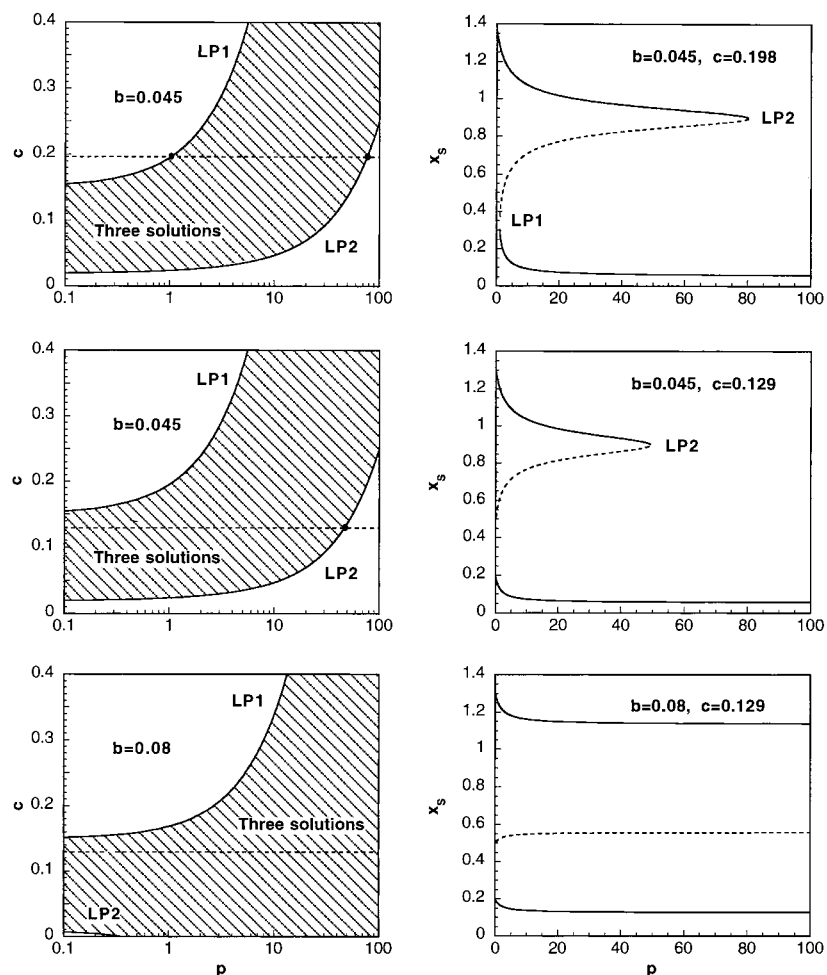 0.4
LP1
b=0.045
0.3
c
0.2
0.1
Three solutions
LP2
0
0.1
1
10
100
1.4
b=0.045, c=0.198
1.2
1
LP2
0.8
x_s
0.6
0.4
LP1
0.2
0
0
20
40
60
80
100
0.4
LP1
0.3
b=0.045
c
0.2
0.1
Three solutions
LP2
0
0.1
1
10
100
1.4
b=0.045, c=0.129
1.2
1
LP2
0.8
x_s
0.6
0.4
0.2
0
0
20
40
60
80
100
0.4
LP1
0.3
b=0.08
c
0.2
Three solutions
0.1
LP2
0
0.1
1
10
100
p
1.4
b=0.08, c=0.129
1.2
1
0.8
x_s
0.6
0.4
0.2
0
0
20
40
60
80
100
p